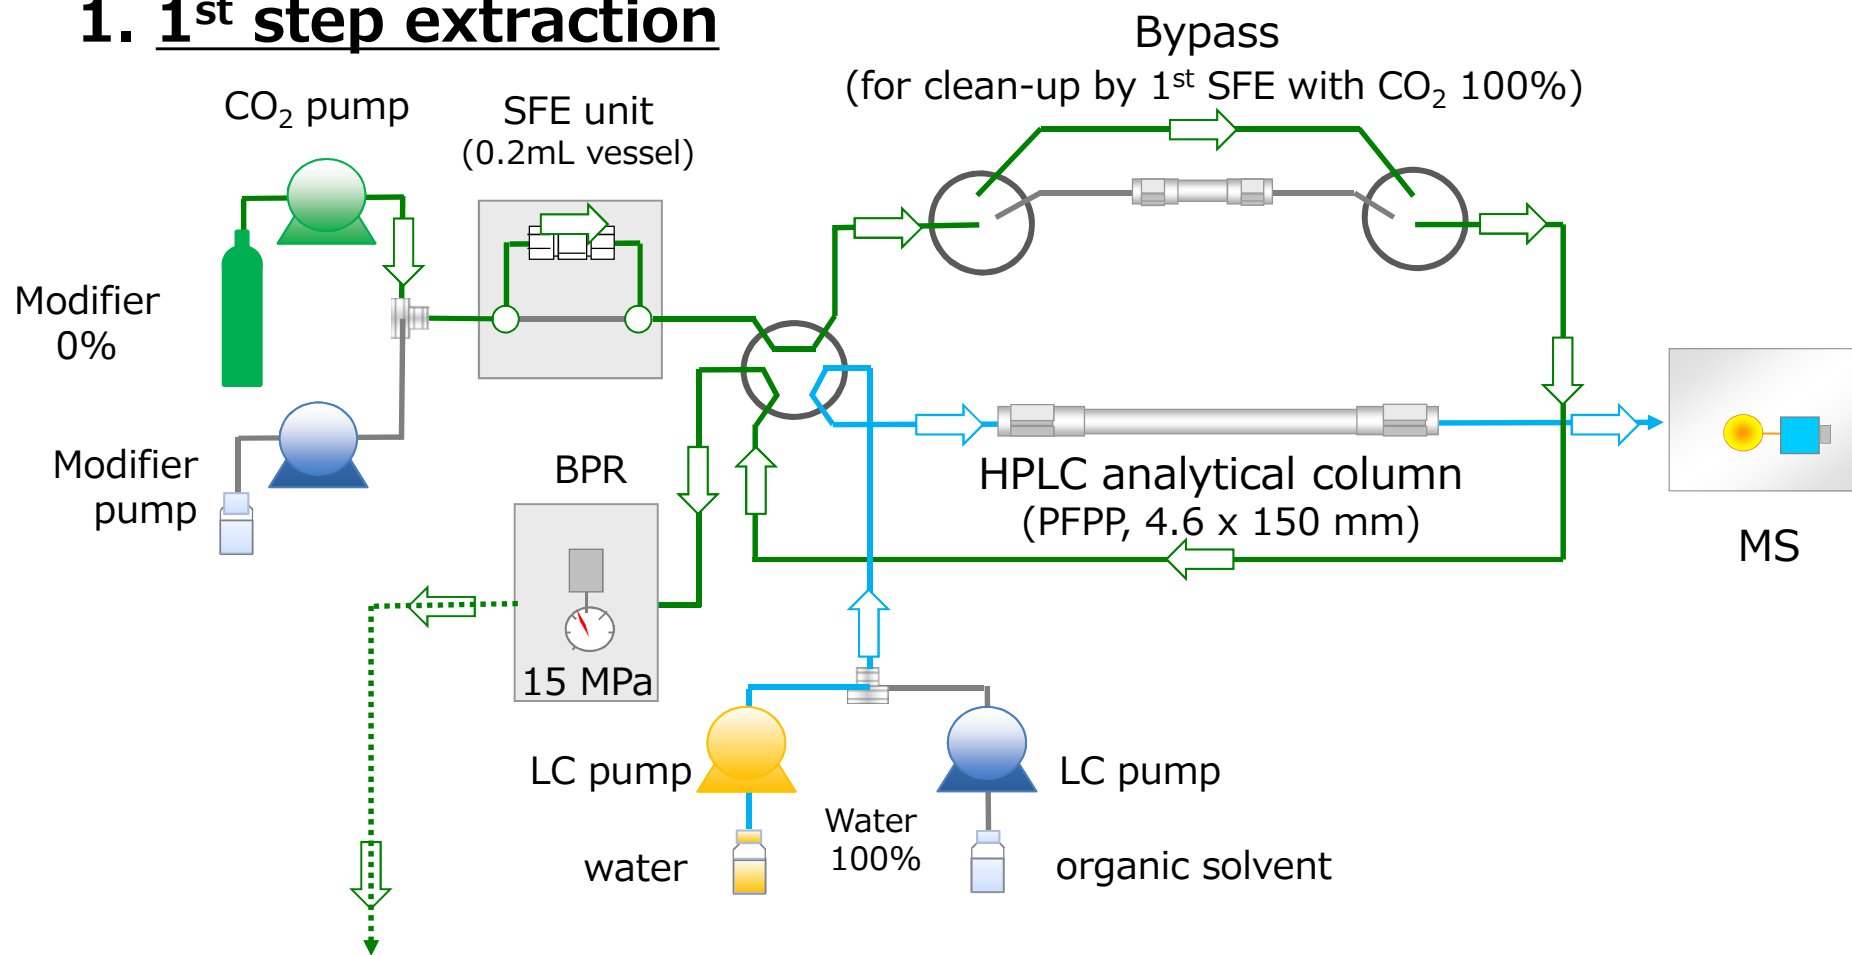 1. 1st step extraction
Bypass
(for clean-up by 1st SFE with CO2 100%)
CO2 pump
SFE unit
(0.2mL vessel)
Modifier
0%
Modifier
pump
BPR
15 MPa
HPLC analytical column
(PFPP, 4.6 x 150 mm)
MS
LC pump
LC pump
Water
100%
water
organic solvent